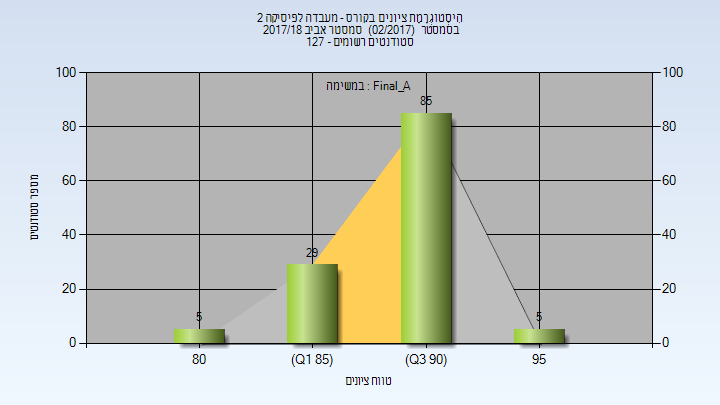 היסטוגרמת ציונים בקורס - מעבדה לפיסיקה 2
בסמסטר (02/2017) סמסטר אביב 2017/18
סטודנטים רשומים - 127
במשימה : Final_A
100 100
85
80 80
60 60
מספר סטודנטים
40 40
29
20 20
5 5
0 0
80 (Q1 85) (Q3 90) 95
טווח ציונים